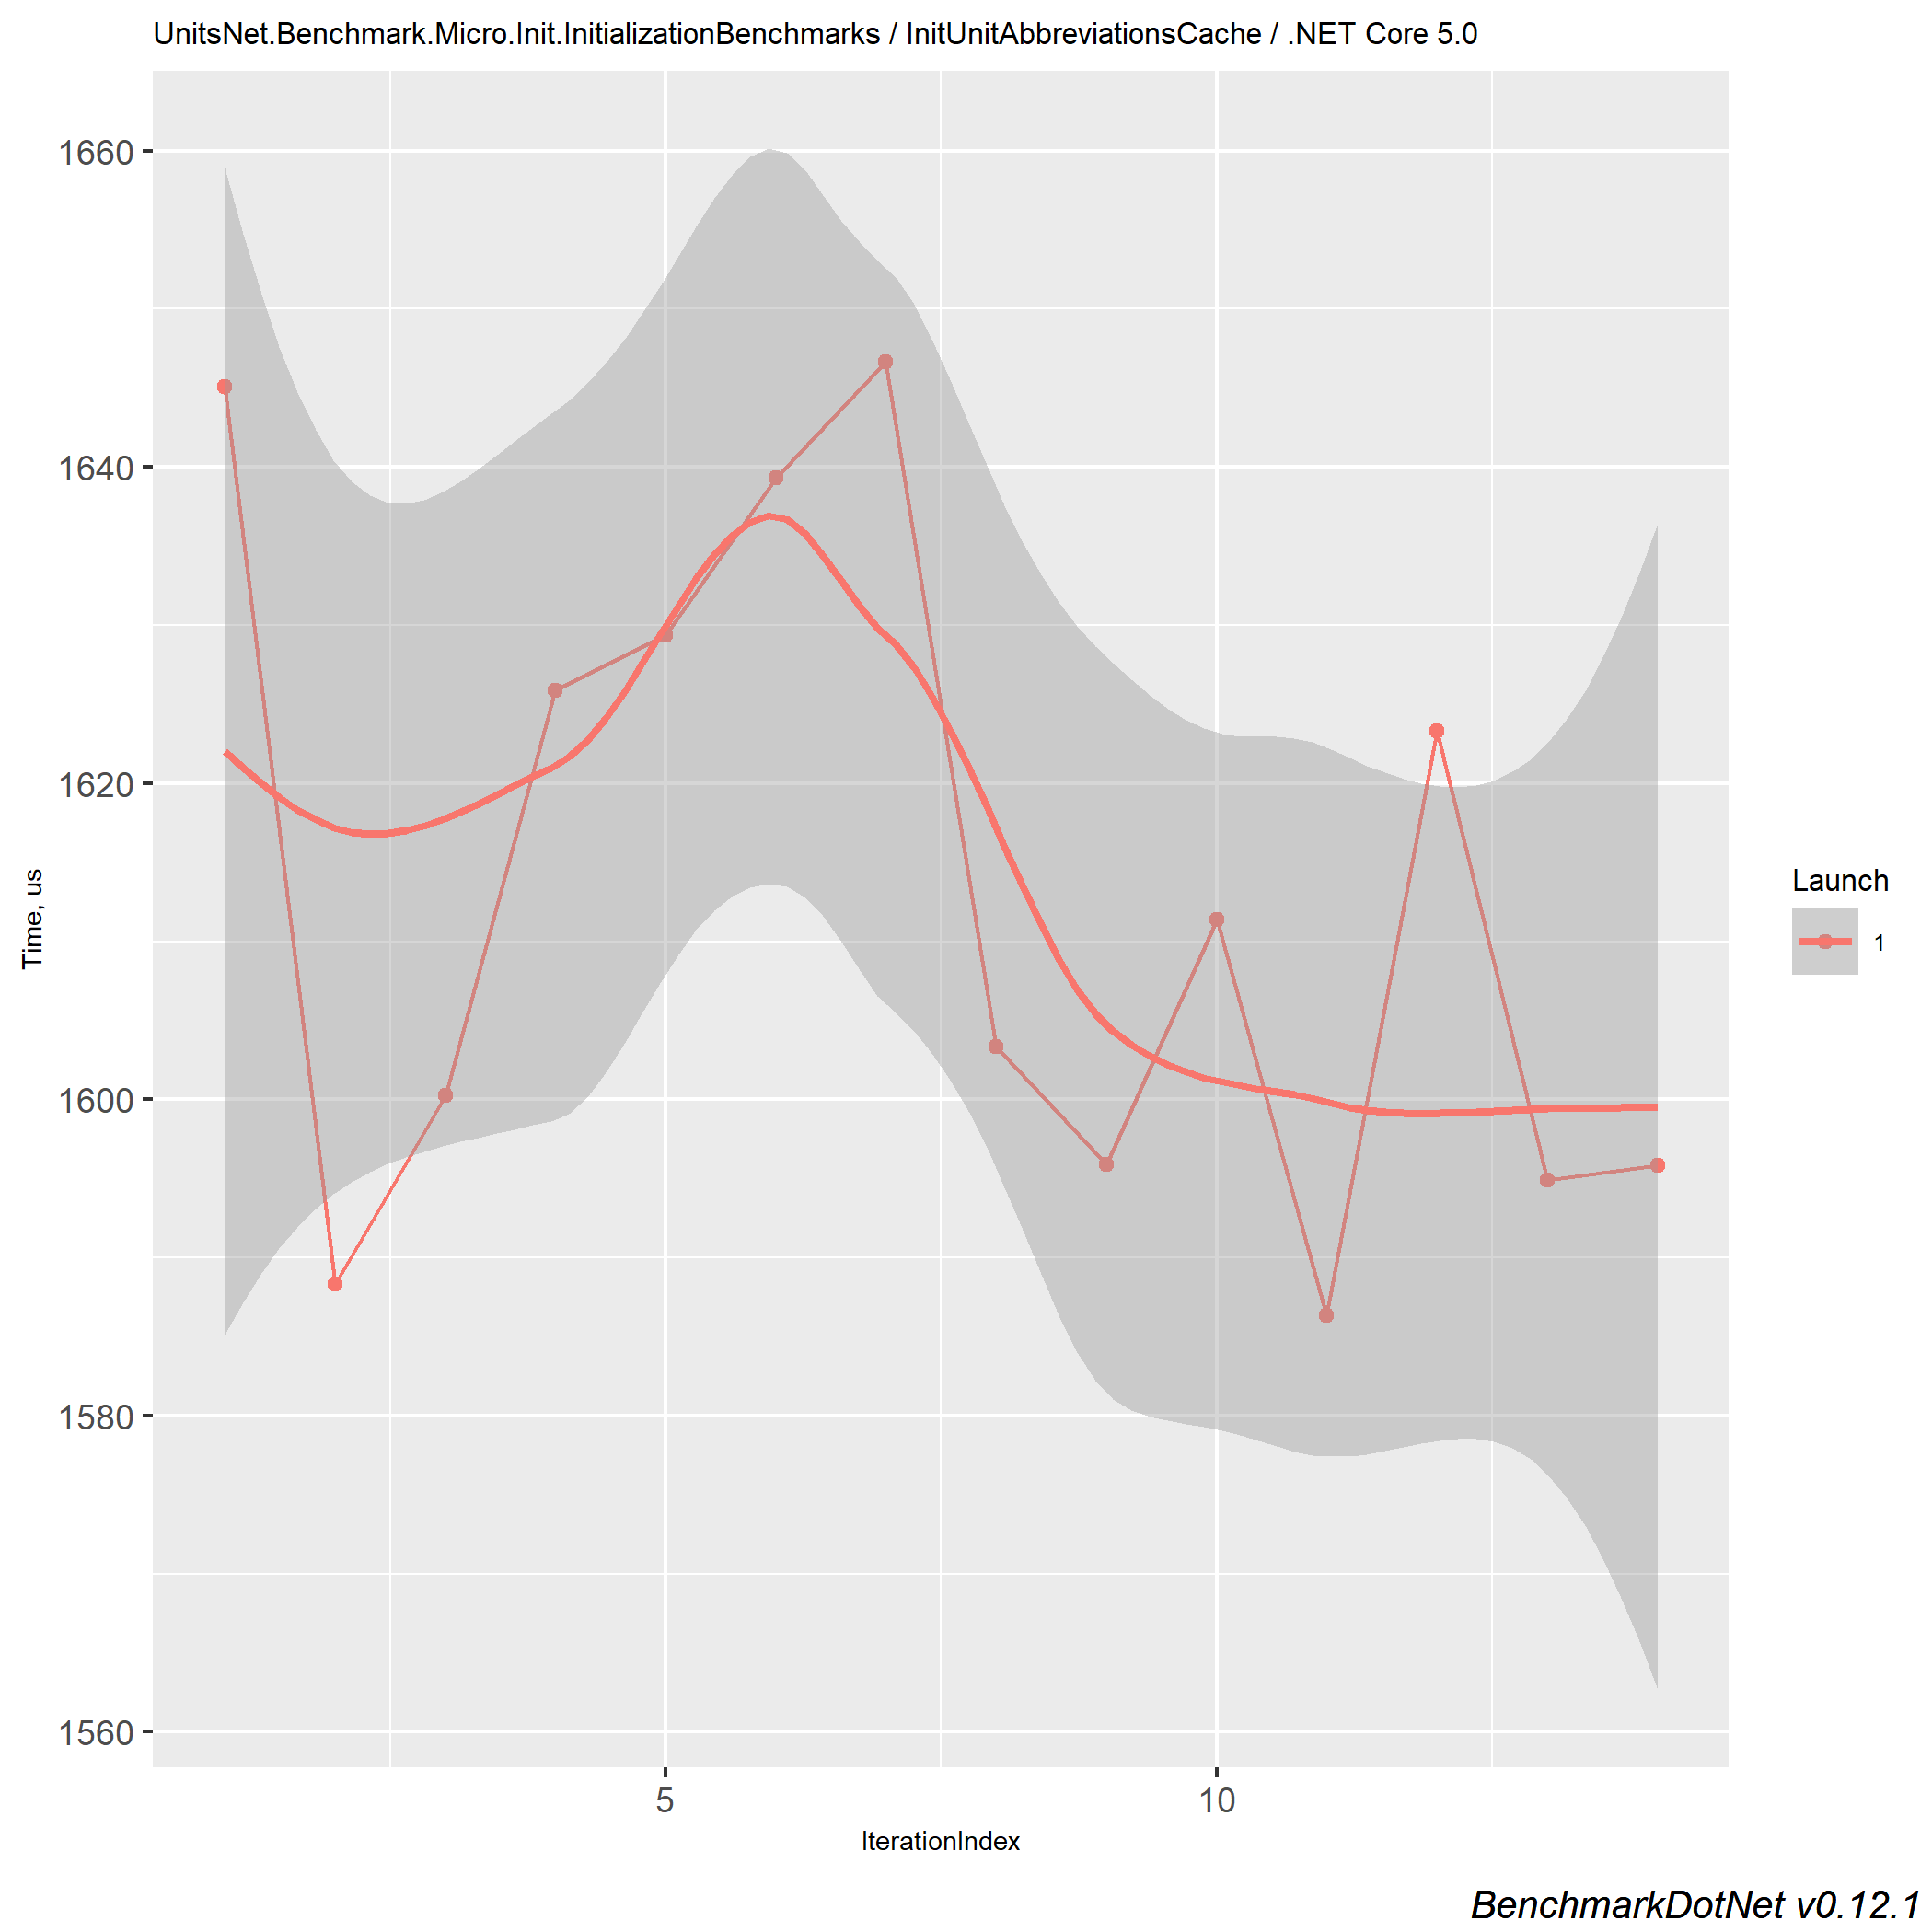 UnitsNet.Benchmark.Micro.Init.InitializationBenchmarks / InitUnitAbbreviationsCache / .NET Core 5.0
1660
1640
1620
1600
1580
1560
Time, us
5
10
IterationIndex
Launch
1
BenchmarkDotNet v0.12.1